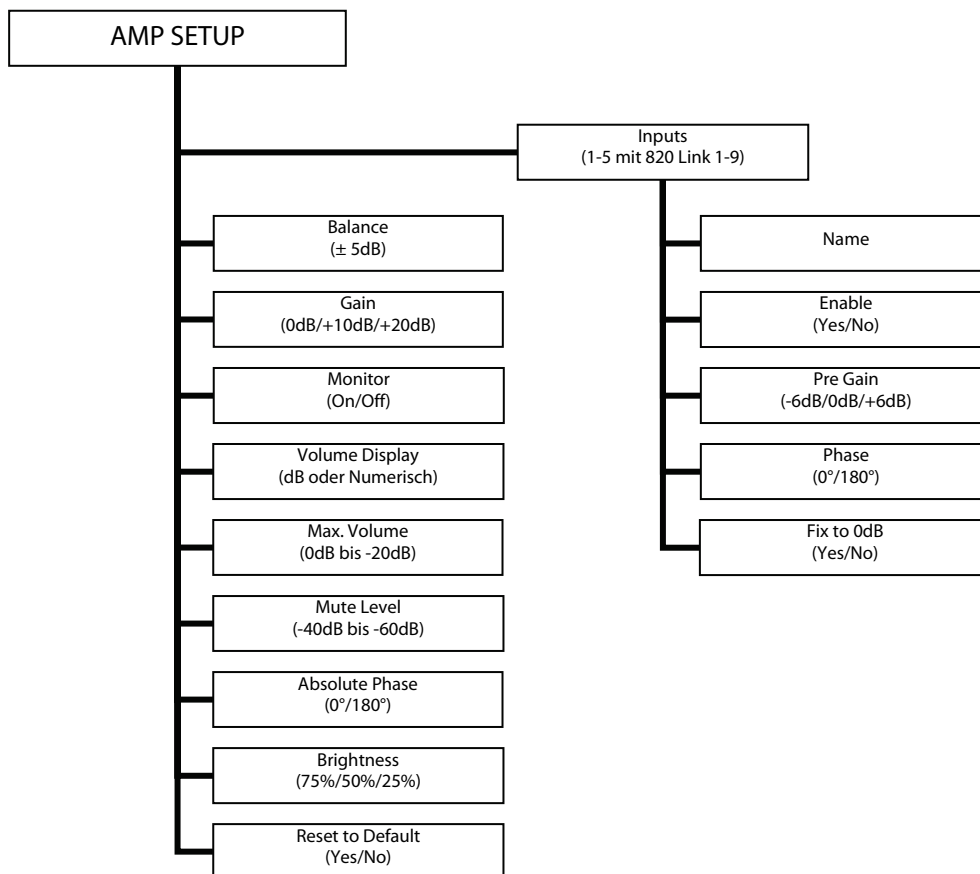 AMP SETUP
Inputs
(1-5 mit 820 Link 1-9)
Balance
(± 5dB)
Gain
(0dB/+10dB/+20dB)
Monitor
(On/Off)
Volume Display
(dB oder Numerisch)
Max. Volume
(0dB bis -20dB)
Mute Level
(-40dB bis -60dB)
Absolute Phase
(0°/180°)
Brightness
(75%/50%/25%)
Reset to Default
(Yes/No)
Name
Enable
(Yes/No)
Pre Gain
(-6dB/0dB/+6dB)
Phase
(0°/180°)
Fix to 0dB
(Yes/No)